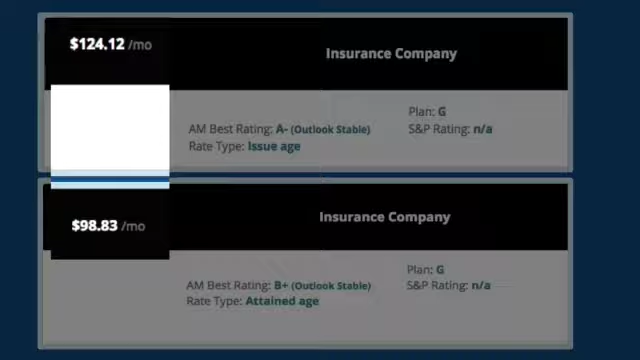 $124.12 /mo
Insurance Company
Plan: G
AM Best Rating: A- (Outlook Stable)
S&P Rating: n/a
Rate Type: Issue age
$98.83 /mo
Insurance Company
Plan: G
AM Best Rating: B+ (Outlook Stable)
S&P Rating: n/a
Rate Type: Attained age